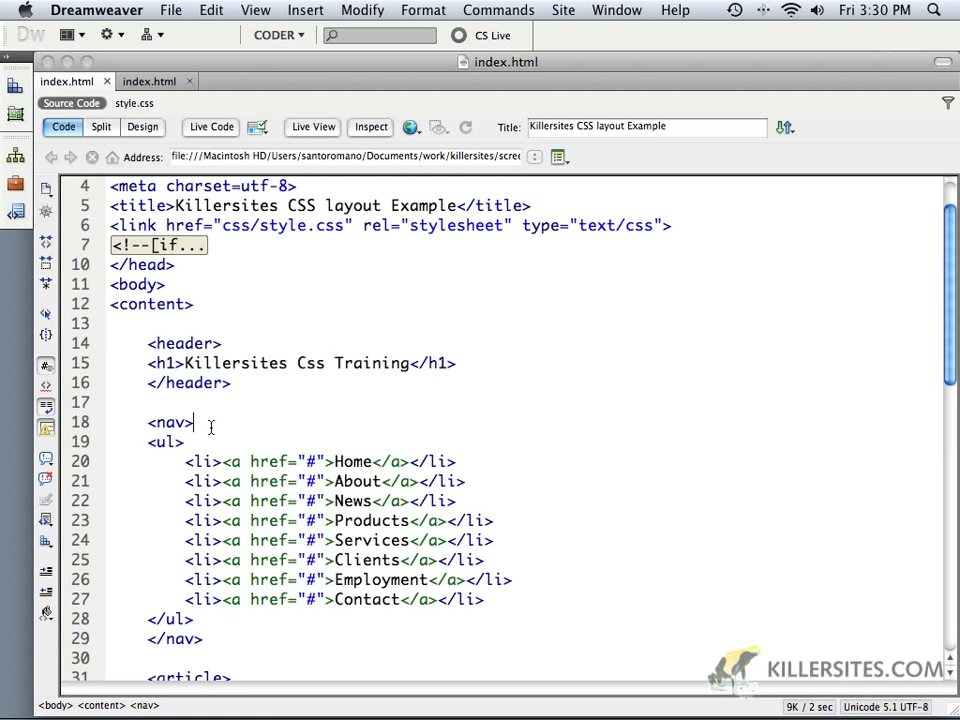 Dreamweaver File Edit View Insert Modify Format Commands Site Window Help Fri 3:30 PM
Dw CODER CS Live
index.html
index.html index.html
Source Code style.css
Code Split Design Live Code Live View Inspect Title: Killersites CSS layout Example
Address: file:///Macintosh HD/Users/santoromano/Documents/work/killersites/scree
4 <meta charset=utf-8>
5 <title>Killersites CSS layout Example</title>
6 <link href="css/style.css" rel="stylesheet" type="text/css">
7 <!--[if...
10 </head>
11 <body>
12 <content>
13
14 <header>
15 <h1>Killersites Css Training</h1>
16 </header>
17
18 <nav>
19 <ul>
20 <li><a href="#">Home</a></li>
21 <li><a href="#">About</a></li>
22 <li><a href="#">News</a></li>
23 <li><a href="#">Products</a></li>
24 <li><a href="#">Services</a></li>
25 <li><a href="#">Clients</a></li>
26 <li><a href="#">Employment</a></li>
27 <li><a href="#">Contact</a></li>
28 </ul>
29 </nav>
30
31 <article>
KILLERSITES.COM
<body> <content> <nav> 9K / 2 sec Unicode 5.1 UTF-8